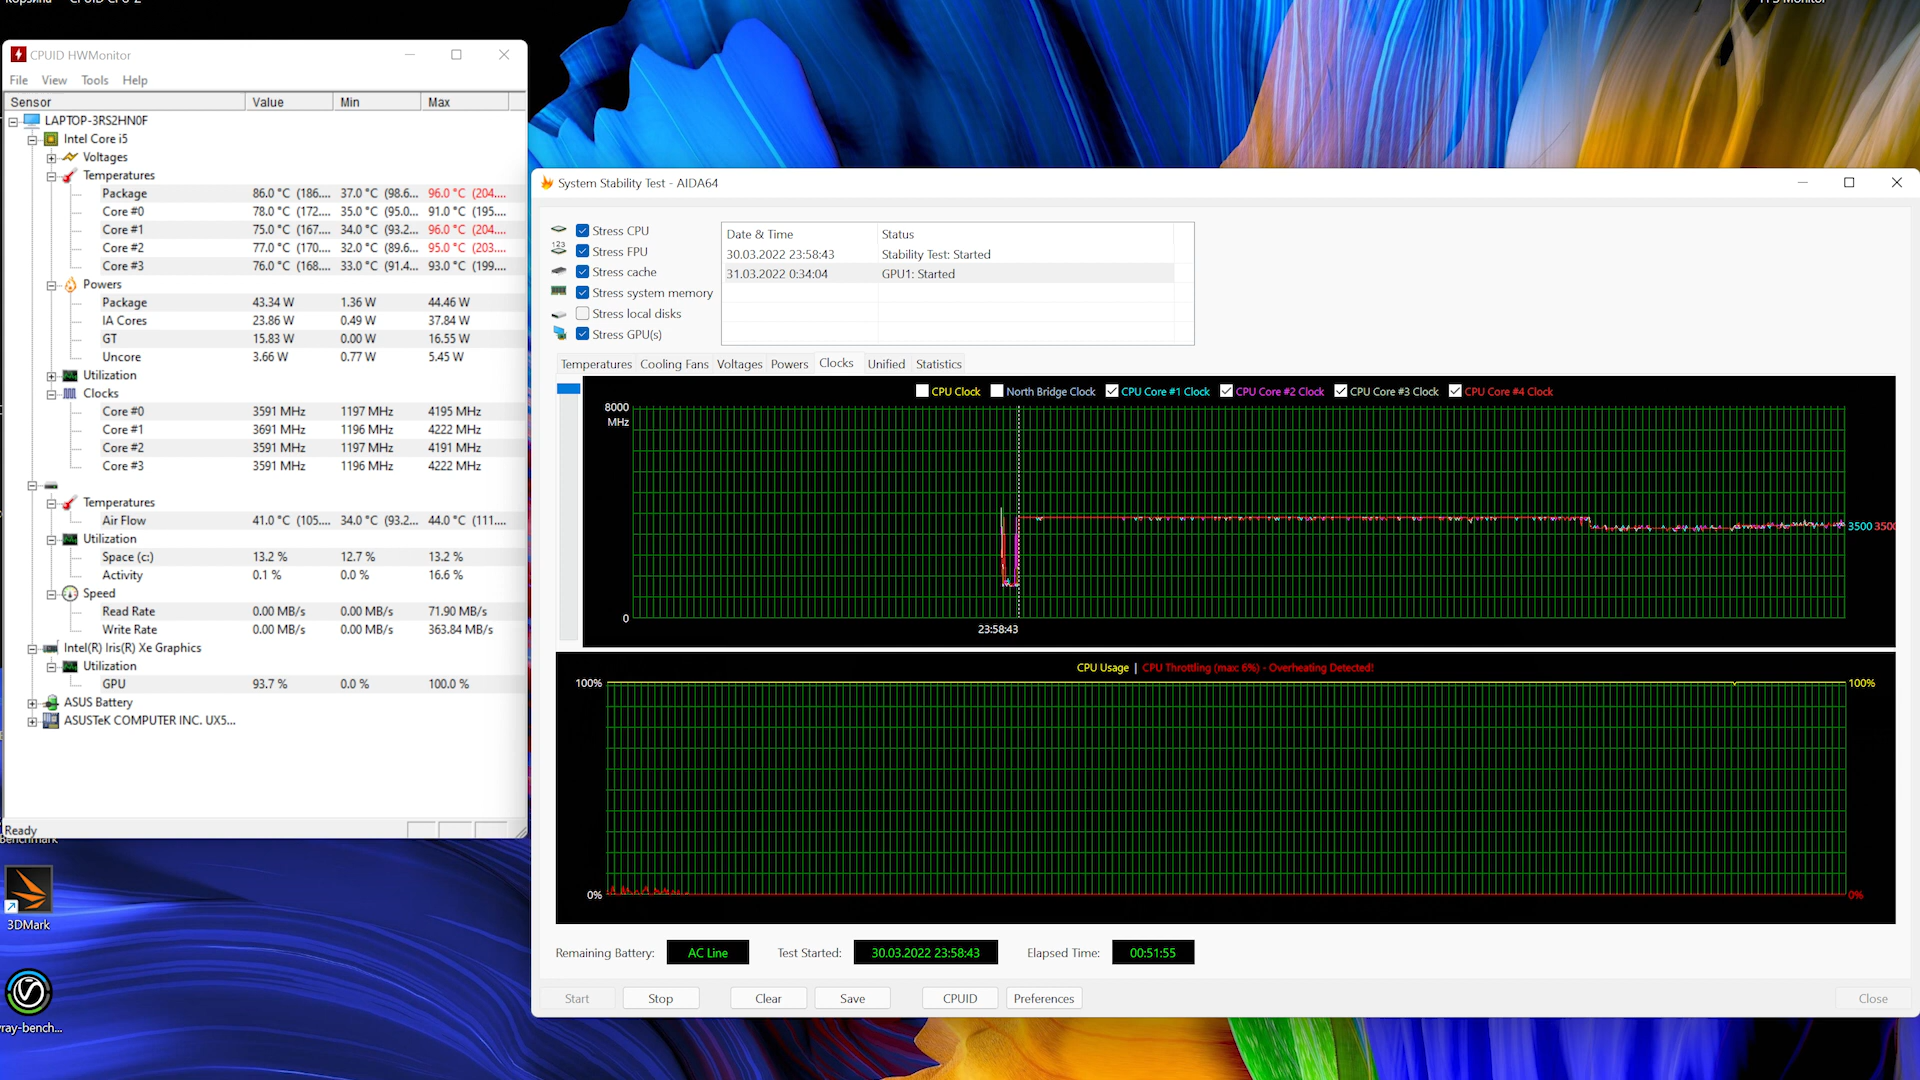 Корзина CPUID CPU-Z
FPS Monitor
CPUID HWMonitor
File View Tools Help
Sensor Value Min Max
LAPTOP-3RS2HN0F
Intel Core i5
Voltages
Temperatures
Package 86.0 °C (186.... 37.0 °C (98.6... 96.0 °C (204....
Core #0 78.0 °C (172.... 35.0 °C (95.0... 91.0 °C (195....
Core #1 75.0 °C (167.... 34.0 °C (93.2... 96.0 °C (204....
Core #2 77.0 °C (170.... 32.0 °C (89.6... 95.0 °C (203....
Core #3 76.0 °C (168.... 33.0 °C (91.4... 93.0 °C (199....
Powers
Package 43.34 W 1.36 W 44.46 W
IA Cores 23.86 W 0.49 W 37.84 W
GT 15.83 W 0.00 W 16.55 W
Uncore 3.66 W 0.77 W 5.45 W
Utilization
Clocks
Core #0 3591 MHz 1197 MHz 4195 MHz
Core #1 3691 MHz 1196 MHz 4222 MHz
Core #2 3591 MHz 1197 MHz 4191 MHz
Core #3 3591 MHz 1196 MHz 4222 MHz
Temperatures
Air Flow 41.0 °C (105.... 34.0 °C (93.2... 44.0 °C (111....
Utilization
Space (c:) 13.2 % 12.7 % 13.2 %
Activity 0.1 % 0.0 % 16.6 %
Speed
Read Rate 0.00 MB/s 0.00 MB/s 71.90 MB/s
Write Rate 0.00 MB/s 0.00 MB/s 363.84 MB/s
Intel(R) Iris(R) Xe Graphics
Utilization
GPU 93.7 % 0.0 % 100.0 %
ASUS Battery
ASUSTeK COMPUTER INC. UX5...
Ready
Benchmark
3DMark
vray-bench...
System Stability Test - AIDA64
Stress CPU
123
Stress FPU
Stress cache
Stress system memory
Stress local disks
Stress GPU(s)
Date & Time Status
30.03.2022 23:58:43 Stability Test: Started
31.03.2022 0:34:04 GPU1: Started
Temperatures Cooling Fans Voltages Powers Clocks Unified Statistics
CPU Clock North Bridge Clock CPU Core #1 Clock CPU Core #2 Clock CPU Core #3 Clock CPU Core #4 Clock
8000
MHz
3500 3500
0
23:58:43
CPU Usage | CPU Throttling (max: 6%) - Overheating Detected!
100% 100%
0% 0%
Remaining Battery: AC Line Test Started: 30.03.2022 23:58:43 Elapsed Time: 00:51:55
Start Stop Clear Save CPUID Preferences Close